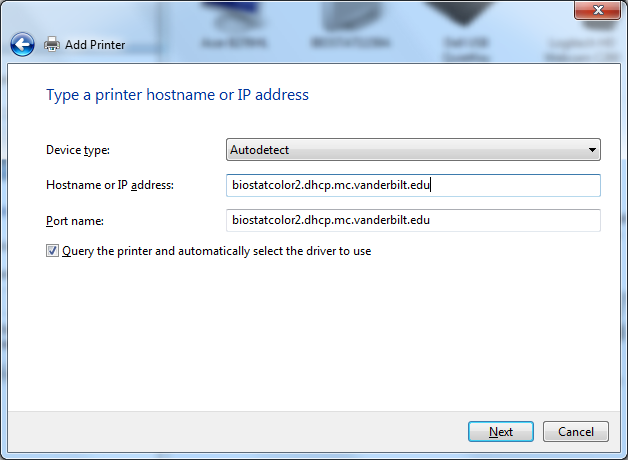 Add Printer
Type a printer hostname or IP address
Device type:
Autodetect
Hostname or IP address:
biostatcolor2.dhcp.mc.vanderbilt.edu
Port name:
biostatcolor2.dhcp.mc.vanderbilt.edu
Query the printer and automatically select the driver to use
Next
Cancel